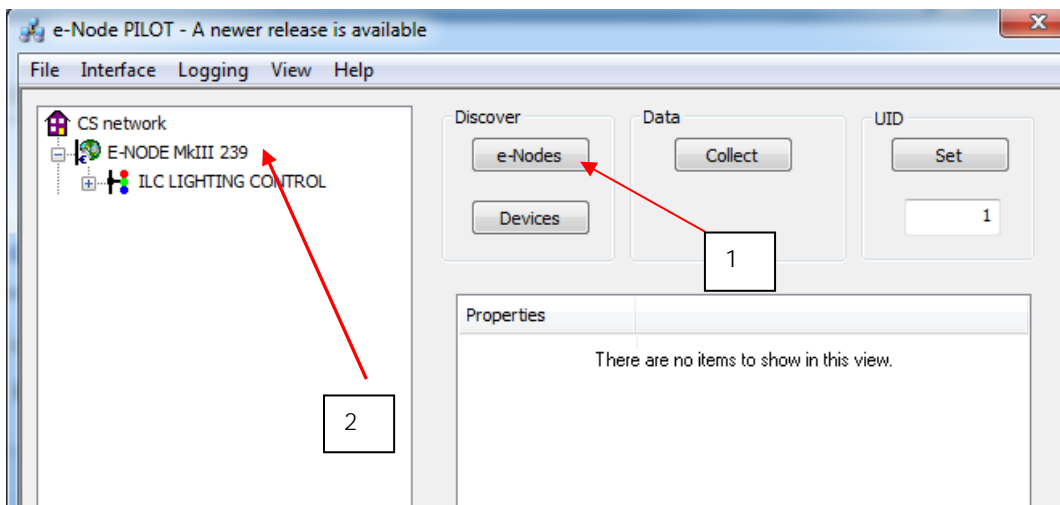 e-Node PILOT - A newer release is available
X
File Interface Logging View Help
CS network
E-NODE MkIII 239
ILC LIGHTING CONTROL
Discover
e-Nodes
Devices
Data
Collect
UID
Set
1
1
2
Properties
There are no items to show in this view.